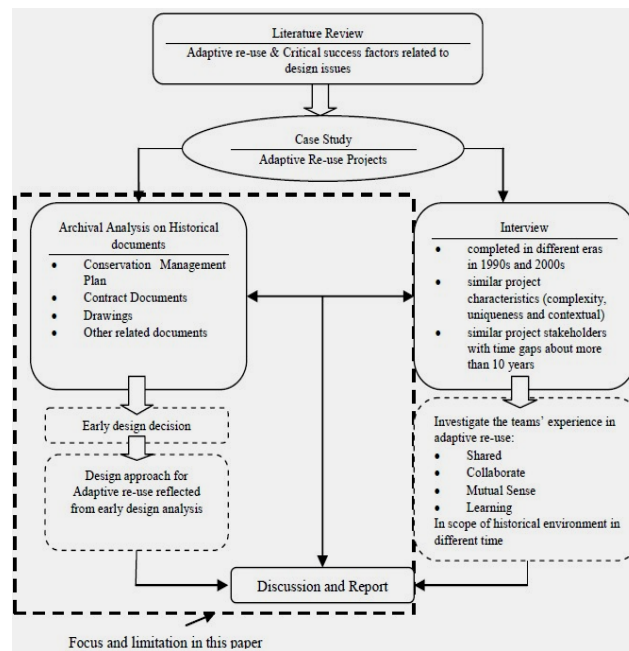 Literature Review
Adaptive re-use & Critical success factors related to
design issues
Case Study
Adaptive Re-use Projects
Archival Analysis on Historical
documents
• Conservation Management
Plan
• Contract Documents
• Drawings
• Other related documents
Interview
• completed in different eras
in 1990s and 2000s
• similar project
characteristics (complexity,
uniqueness and contextual)
• similar project stakeholders
with time gaps about more
than 10 years
Early design decision
Design approach for
Adaptive re-use reflected
from early design analysis
Investigate the teams' experience in
adaptive re-use:
• Shared
• Collaborate
• Mutual Sense
• Learning
In scope of historical environment in
different time
Discussion and Report
Focus and limitation in this paper